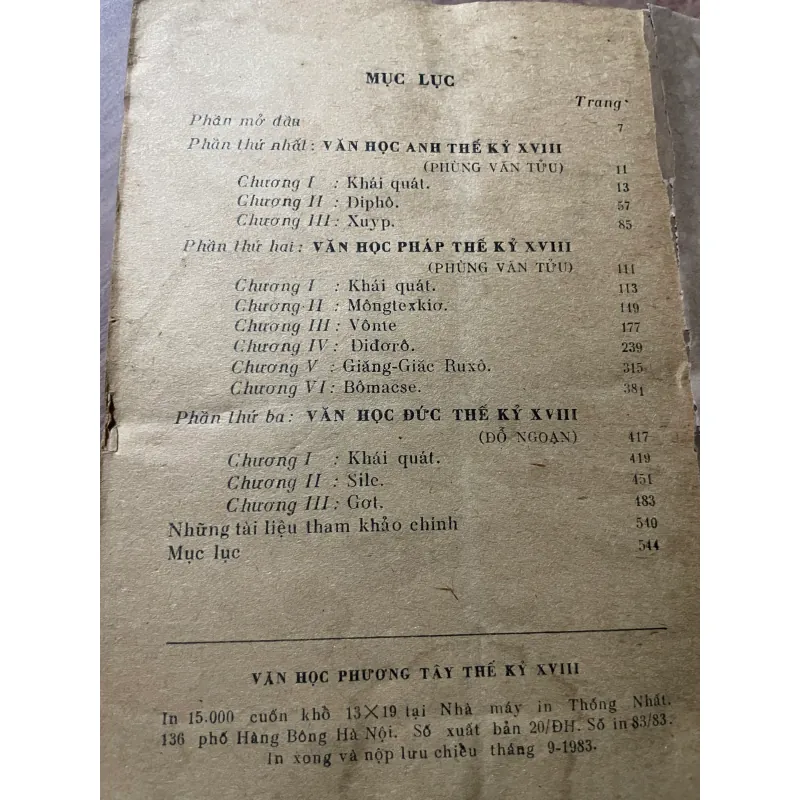 MỤC LỤC
Trang
Phần mở đầu 7
Phần thứ nhất: VĂN HỌC ANH THẾ KỶ XVIII
(PHÙNG VĂN TỬU) 11
Chương I : Khái quát. 13
Chương II : Điphô. 57
Chương III : Xuyp. 85
Phần thứ hai: VĂN HỌC PHÁP THẾ KỶ XVIII
(PHÙNG VĂN TỬU) 111
Chương I : Khái quát. 113
Chương II : Môngtexkiơ. 149
Chương III : Vônte 177
Chương IV : Điđơrô. 239
Chương V : Giăng-Giăc Ruxô. 315
Chương VI : Bômacse. 381
Phần thứ ba: VĂN HỌC ĐỨC THẾ KỶ XVIII
(ĐỖ NGOẠN) 417
Chương I : Khái quát. 419
Chương II : Sile. 451
Chương III : Gơt. 483
Những tài liệu tham khảo chính 540
Mục lục 544
VĂN HỌC PHƯƠNG TÂY THẾ KỶ XVIII
In 15.000 cuốn khổ 13×19 tại Nhà máy in Thống Nhất.
136 phố Hàng Bông Hà Nội. Số xuất bản 20/ĐH. Số in 83/83.
In xong và nộp lưu chiểu tháng 9-1983.